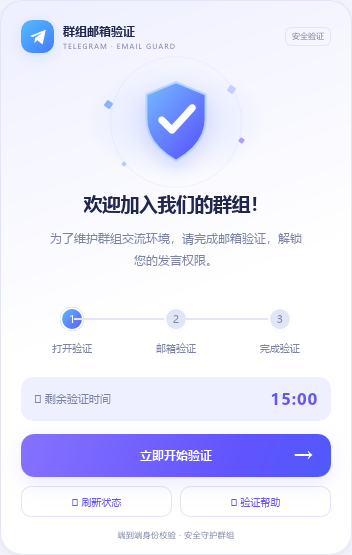 群组邮箱验证
TELEGRAM · EMAIL GUARD
安全验证
欢迎加入我们的群组！
为了维护群组交流环境，请完成邮箱验证，解锁
您的发言权限。
1 2 3
打开验证 邮箱验证 完成验证
剩余验证时间 15:00
立即开始验证 →
刷新状态 验证帮助
端到端身份校验 · 安全守护群组